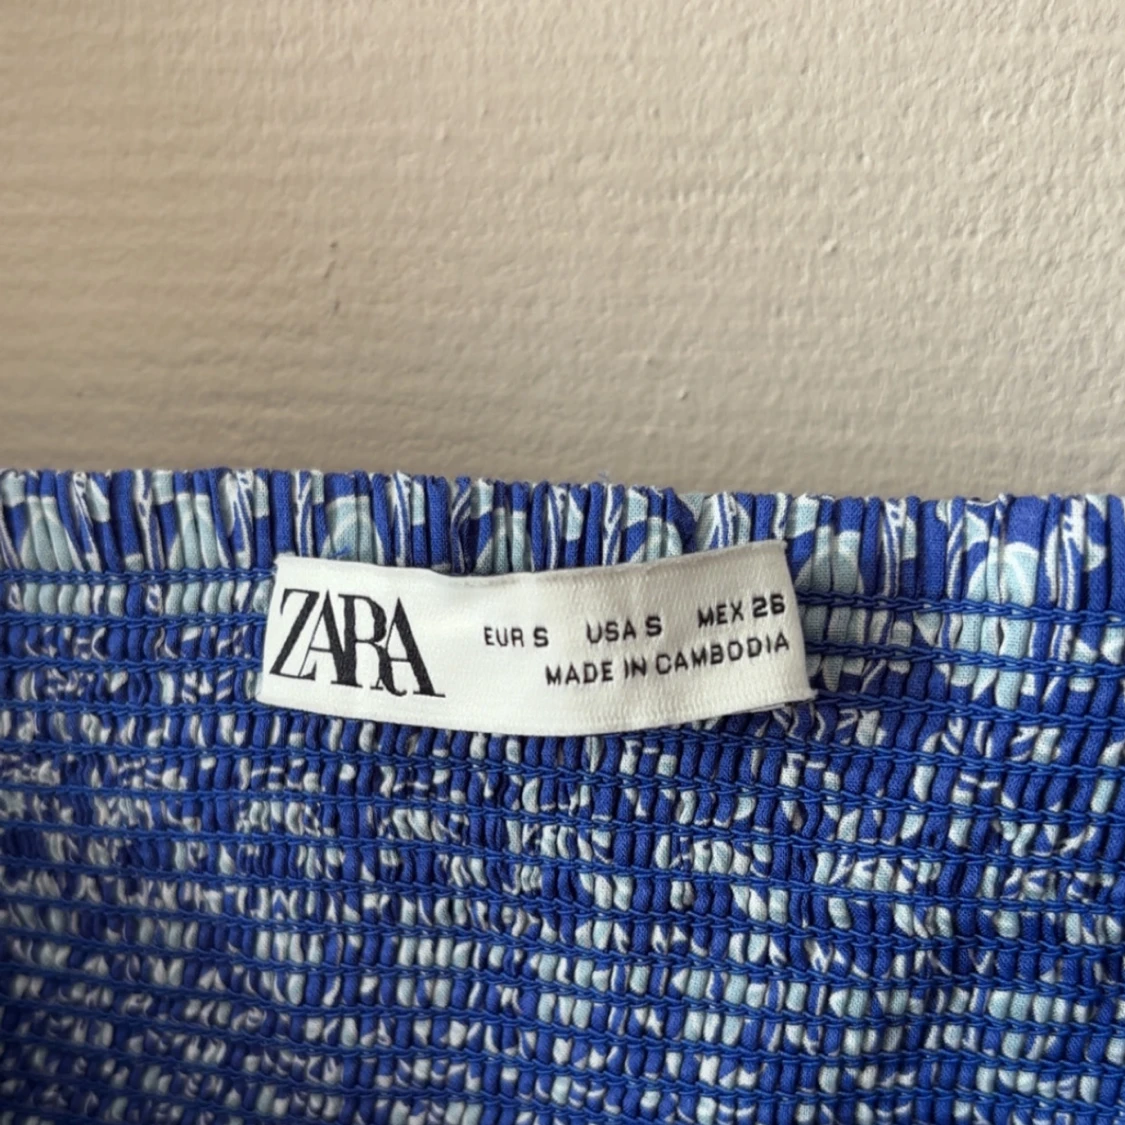 ZARA
EUR S USA S MEX 26
MADE IN CAMBODIA